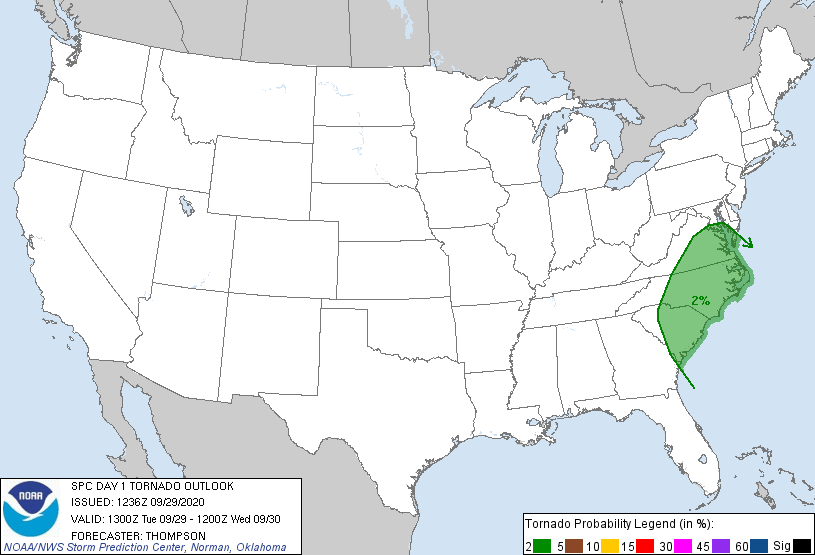 2%
NOAA
SPC DAY 1 TORNADO OUTLOOK
ISSUED: 1236Z 09/29/2020
VALID: 1300Z Tue 09/29 - 1200Z Wed 09/30
FORECASTER: THOMPSON
NOAA/NWS Storm Prediction Center, Norman, Oklahoma
Tornado Probability Legend (in %):
2 5 10 15 30 45 60 Sig